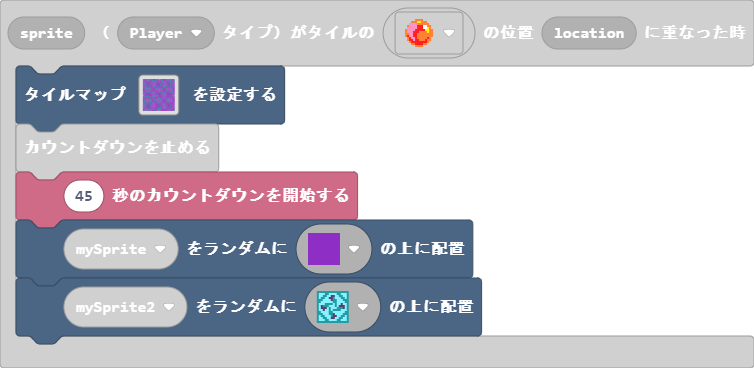 sprite ( Player タイプ) がタイルの の位置 location に重なった時
タイルマップ を設定する
カウントダウンを止める
45 秒のカウントダウンを開始する
mySprite をランダムに の上に配置
mySprite2 をランダムに の上に配置